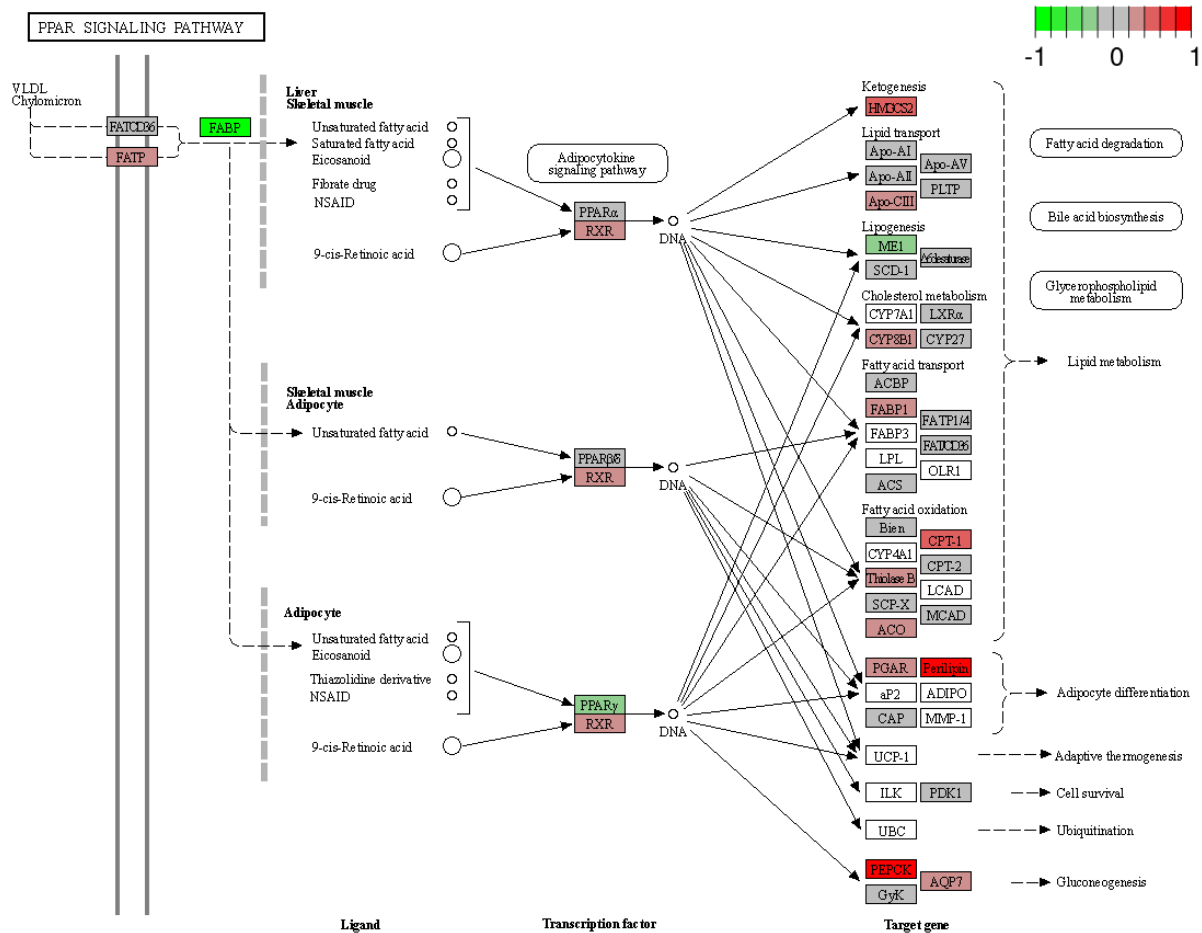 PPAR SIGNALING PATHWAY
-1 0 1
VLDL
Chylomicron
FAT/CD36
FATP
FABP
Liver
Skeletal muscle
Unsaturated fatty acid
Saturated fatty acid
Eicosanoid
Fibrate drug
NSAID
9-cis-Retinoic acid
Adipocytokine
signaling pathway
PPARα
RXR
DNA
Skeletal muscle
Adipocyte
Unsaturated fatty acid
9-cis-Retinoic acid
PPARβ/δ
RXR
DNA
Adipocyte
Unsaturated fatty acid
Eicosanoid
Thiazolidine derivative
NSAID
9-cis-Retinoic acid
PPARγ
RXR
DNA
Ketogenesis
HMGCS2
Lipid transport
Apo-AI
Apo-AV
Apo-AII
PLTP
Apo-CIII
Lipogenesis
ME1
SCD-1
Cholesterol metabolism
CYP7A1
LXRα
CYP8B1
CYP27
Fatty acid transport
ACBP
FABP1
FATP1/4
FABP3
FAT/CD36
LPL
OLR1
ACS
Fatty acid oxidation
Bien
CPT-1
CYP4A1
CPT-2
Thiolase B
LCAD
SCP-X
MCAD
ACO
PGAR
Perilipin
aP2
ADIPO
CAP
MMP-1
UCP-1
ILK
PDK1
UBC
PEPCK
AQP7
GyK
Fatty acid degradation
Bile acid biosynthesis
Glycerophospholipid
metabolism
Lipid metabolism
Adipocyte differentiation
Adaptive thermogenesis
Cell survival
Ubiquitination
Gluconeogenesis
Ligand
Transcription factor
Target gene